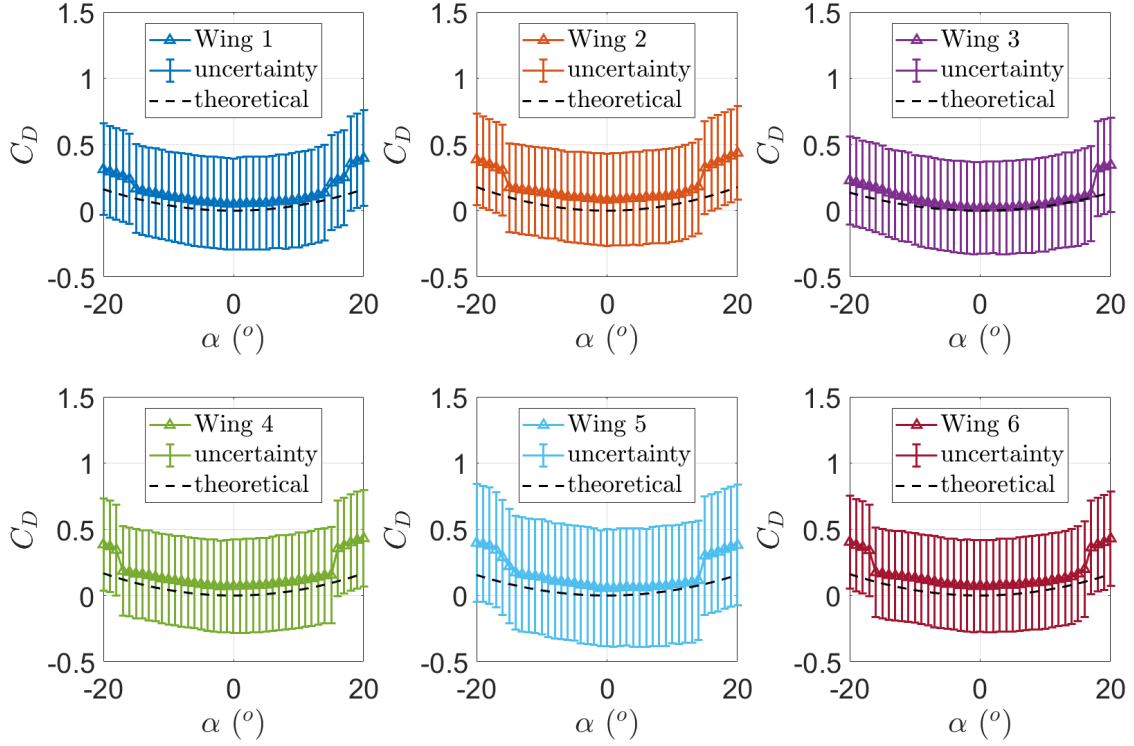 1.5
1
0.5
0
-0.5
C_D
Wing 1
uncertainty
theoretical
-20 0 20
α (°)
1.5
1
0.5
0
-0.5
C_D
Wing 2
uncertainty
theoretical
-20 0 20
α (°)
1.5
1
0.5
0
-0.5
C_D
Wing 3
uncertainty
theoretical
-20 0 20
α (°)
1.5
1
0.5
0
-0.5
C_D
Wing 4
uncertainty
theoretical
-20 0 20
α (°)
1.5
1
0.5
0
-0.5
C_D
Wing 5
uncertainty
theoretical
-20 0 20
α (°)
1.5
1
0.5
0
-0.5
C_D
Wing 6
uncertainty
theoretical
-20 0 20
α (°)